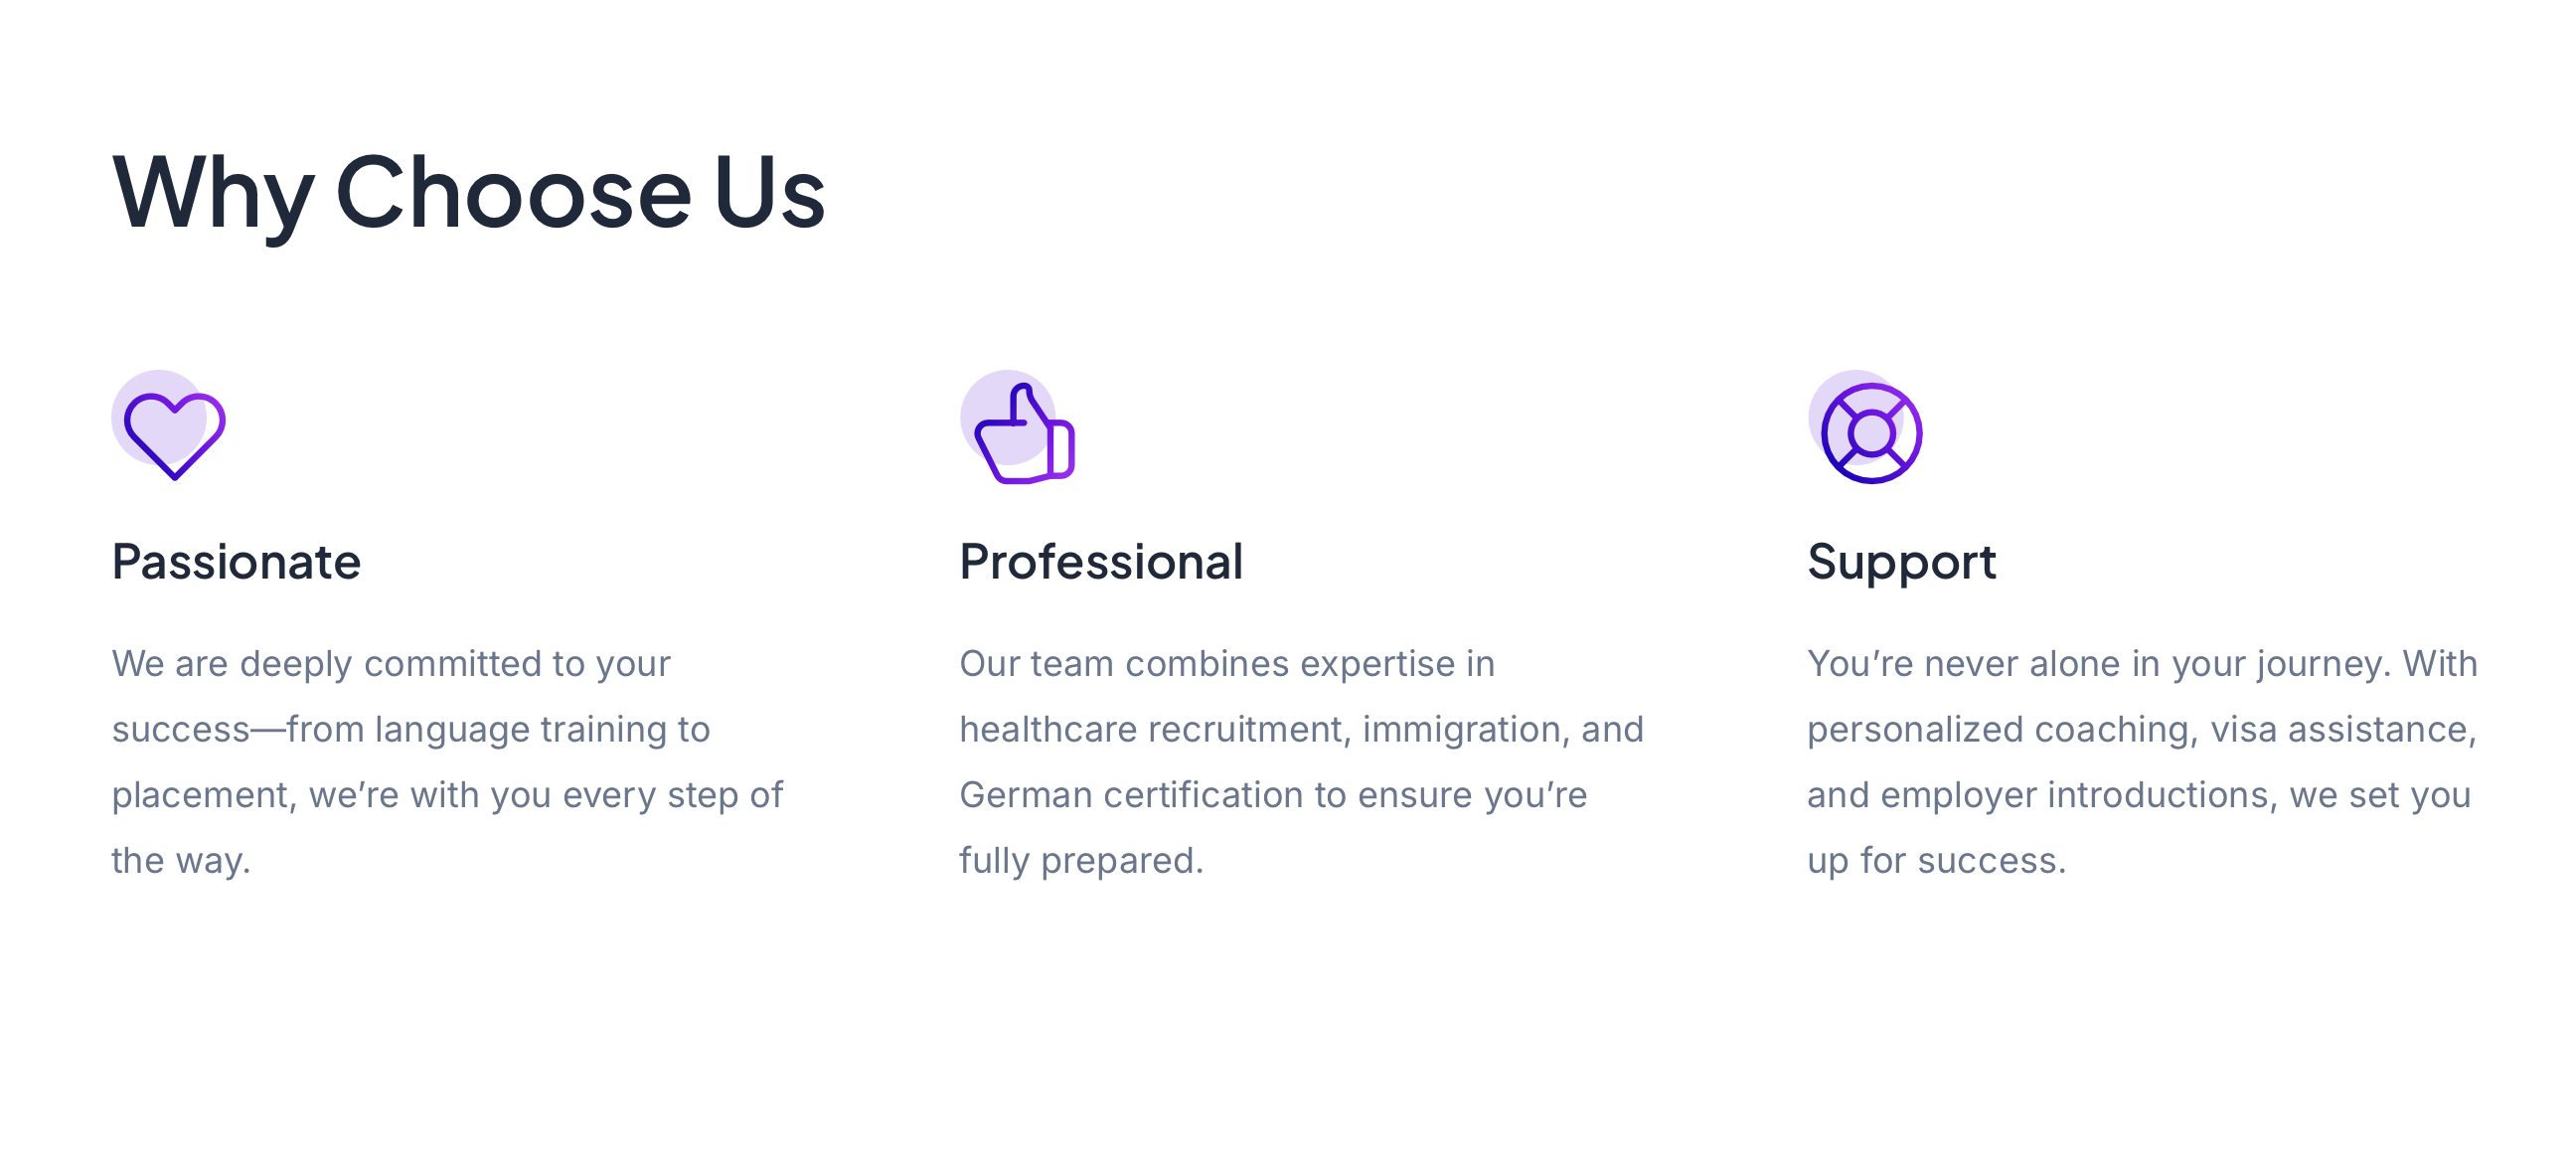 Why Choose Us
Passionate
We are deeply committed to your
success—from language training to
placement, we’re with you every step of
the way.
Professional
Our team combines expertise in
healthcare recruitment, immigration, and
German certification to ensure you’re
fully prepared.
Support
You’re never alone in your journey. With
personalized coaching, visa assistance,
and employer introductions, we set you
up for success.